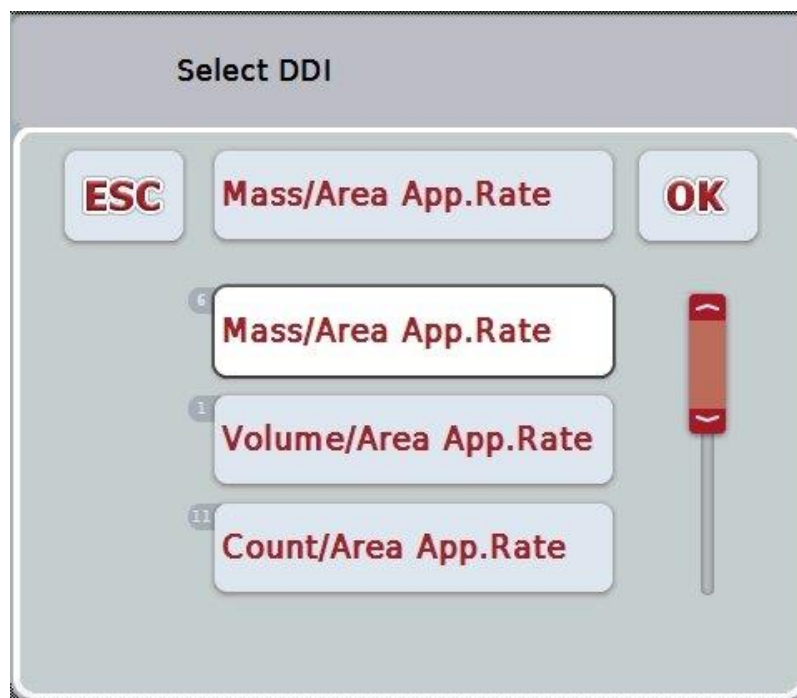 Select DDI
ESC
Mass/Area App.Rate
OK
6
Mass/Area App.Rate
1
Volume/Area App.Rate
11
Count/Area App.Rate